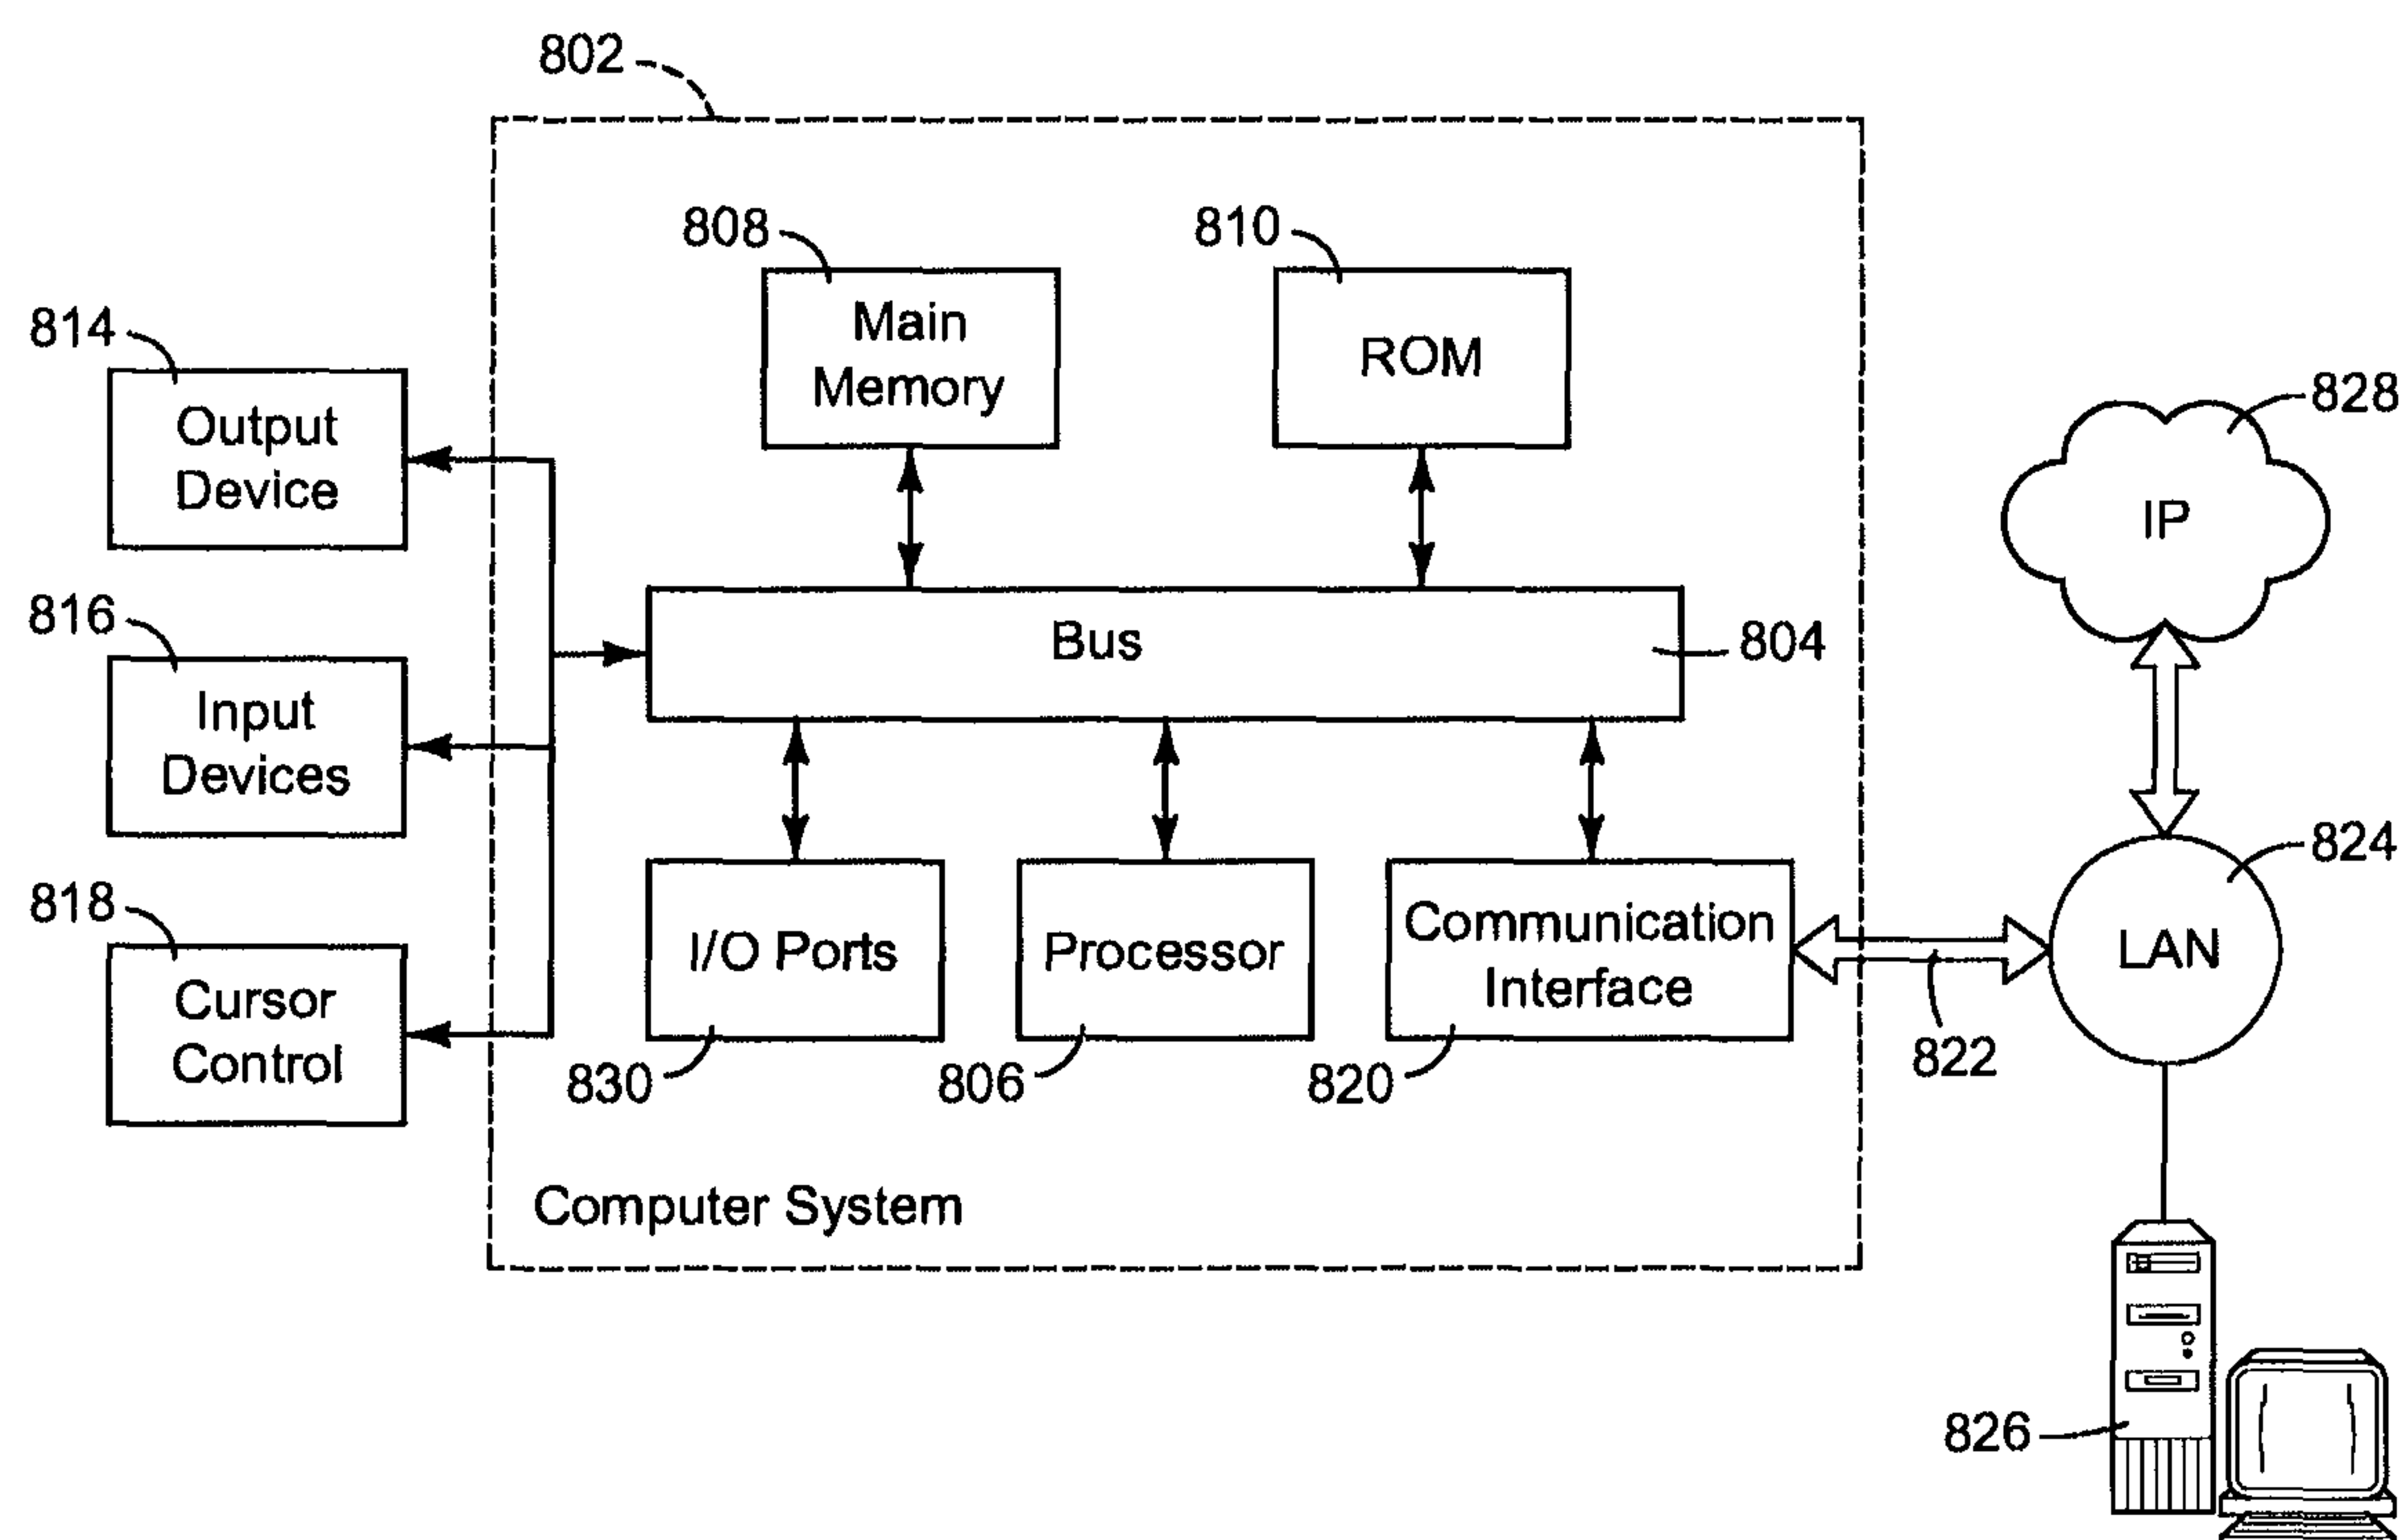 802
808
Main
Memory
810
ROM
814
Output
Device
828
IP
816
Input
Devices
Bus
804
824
LAN
818
Cursor
Control
I/O Ports
830
Processor
806
Communication
Interface
820
822
Computer System
826